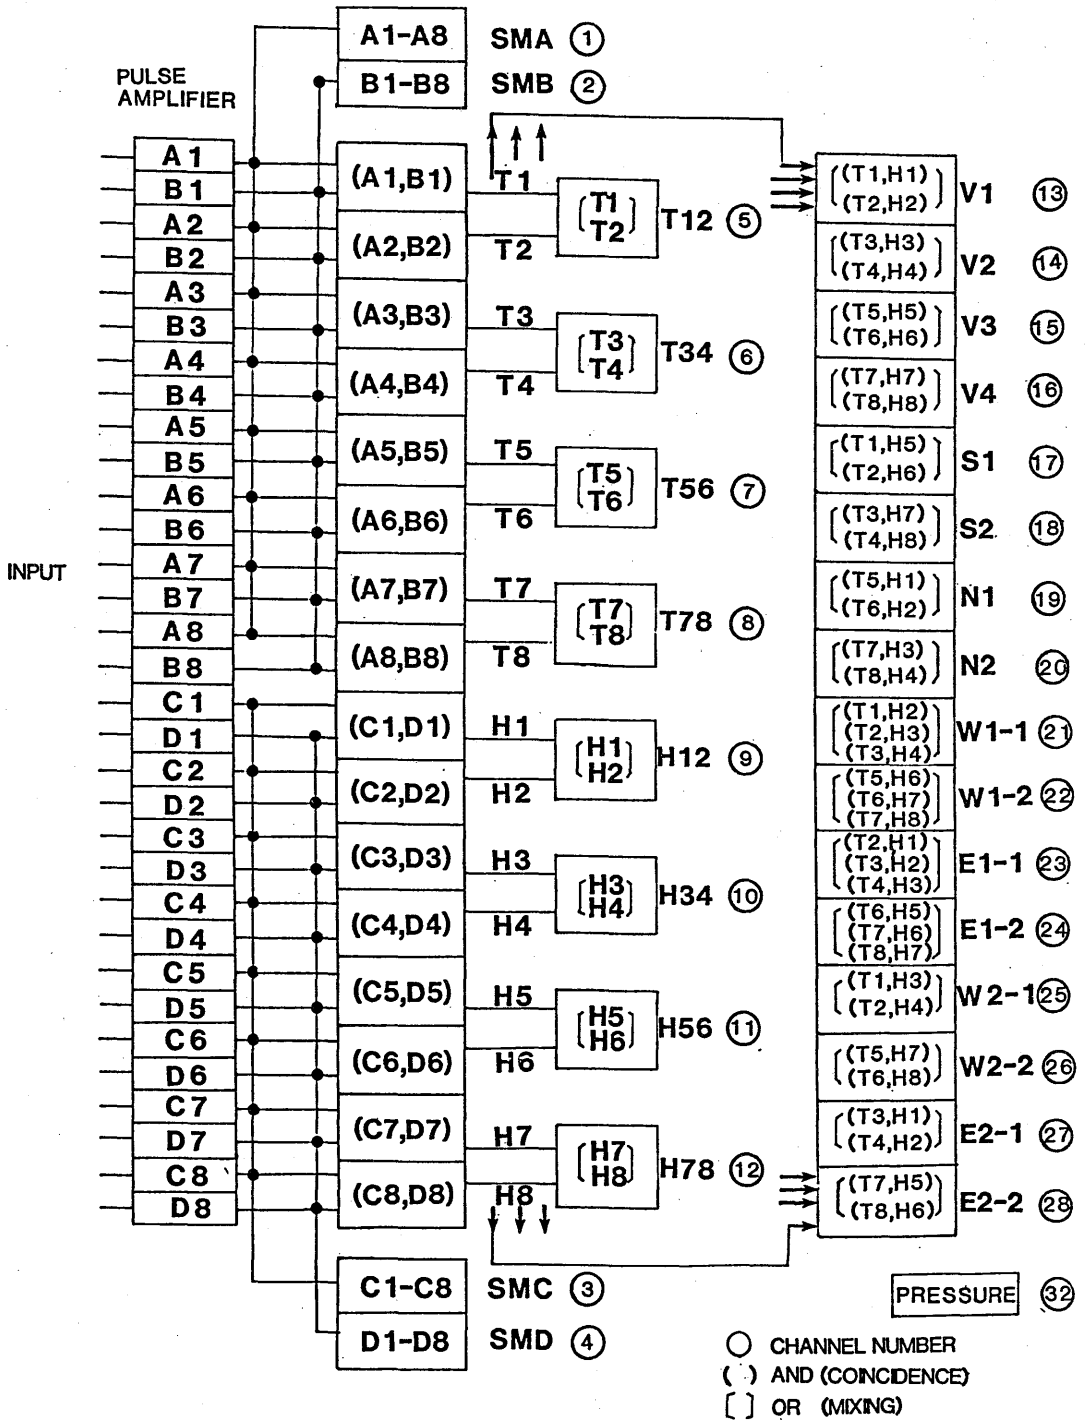 PULSE
AMPLIFIER
INPUT
A1
B1
A2
B2
A3
B3
A4
B4
A5
B5
A6
B6
A7
B7
A8
B8
C1
D1
C2
D2
C3
D3
C4
D4
C5
D5
C6
D6
C7
D7
C8
D8
A1-A8 SMA 1
B1-B8 SMB 2
(A1,B1)
(A2,B2)
(A3,B3)
(A4,B4)
(A5,B5)
(A6,B6)
(A7,B7)
(A8,B8)
(C1,D1)
(C2,D2)
(C3,D3)
(C4,D4)
(C5,D5)
(C6,D6)
(C7,D7)
(C8,D8)
C1-C8 SMC 3
D1-D8 SMD 4
T1
T2
T3
T4
T5
T6
T7
T8
H1
H2
H3
H4
H5
H6
H7
H8
[T1
T2] T12 5
[T3
T4] T34 6
[T5
T6] T56 7
[T7
T8] T78 8
[H1
H2] H12 9
[H3
H4] H34 10
[H5
H6] H56 11
[H7
H8] H78 12
[(T1,H1)
(T2,H2)] V1 13
[(T3,H3)
(T4,H4)] V2 14
[(T5,H5)
(T6,H6)] V3 15
[(T7,H7)
(T8,H8)] V4 16
[(T1,H5)
(T2,H6)] S1 17
[(T3,H7)
(T4,H8)] S2 18
[(T5,H1)
(T6,H2)] N1 19
[(T7,H3)
(T8,H4)] N2 20
[(T1,H2)
(T2,H3)
(T3,H4)] W1-1 21
[(T5,H6)
(T6,H7)
(T7,H8)] W1-2 22
[(T2,H1)
(T3,H2)
(T4,H3)] E1-1 23
[(T6,H5)
(T7,H6)
(T8,H7)] E1-2 24
[(T1,H3)
(T2,H4)] W2-1 25
[(T5,H7)
(T6,H8)] W2-2 26
[(T3,H1)
(T4,H2)] E2-1 27
[(T7,H5)
(T8,H6)] E2-2 28
PRESSURE 32
○ CHANNEL NUMBER
( ) AND (COINCIDENCE)
[ ] OR (MIXING)